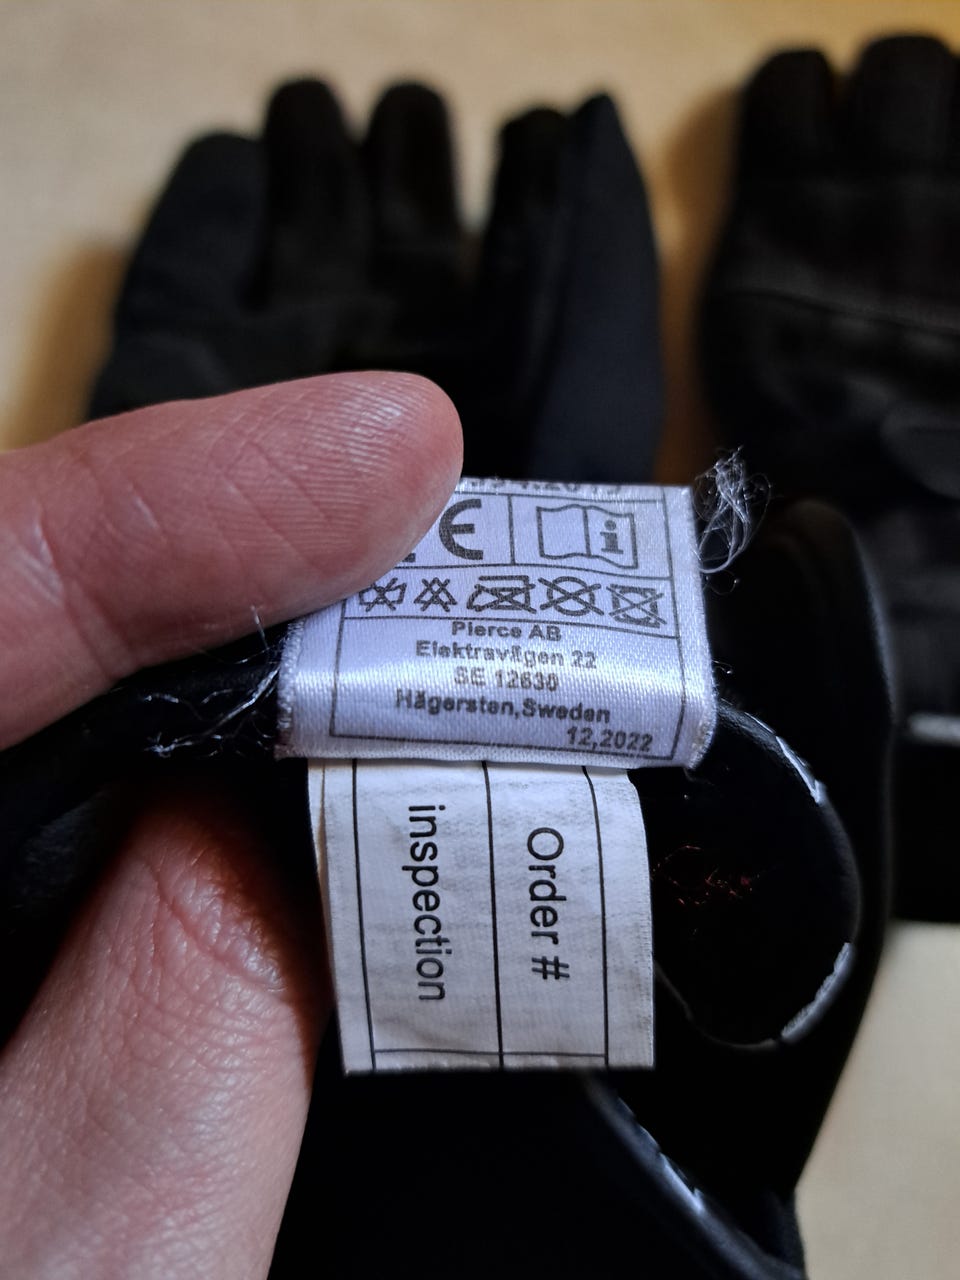 CE
i
Pierce AB
Elektravägen 22
SE 12630
Hägersten,Sweden
12,2022
Order #
inspection